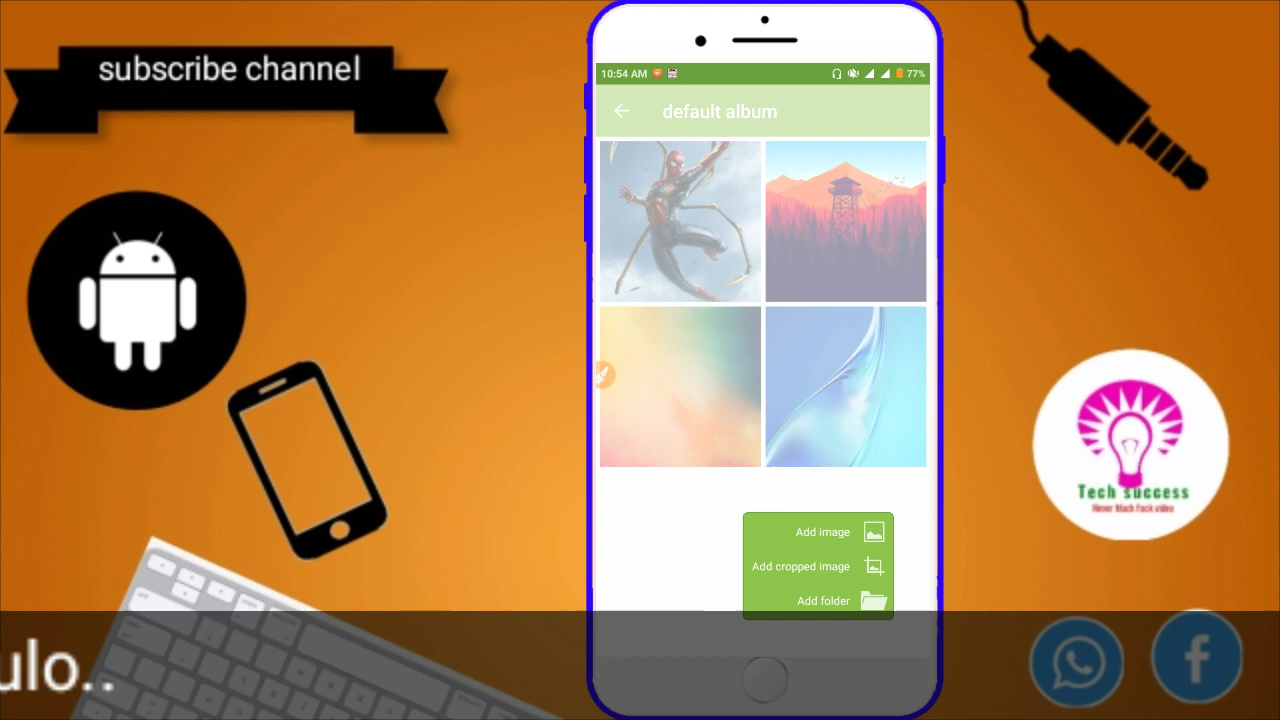 subscribe channel
10:54 AM
77%
default album
Add image
Add cropped image
Add folder
Tech success
ulo..